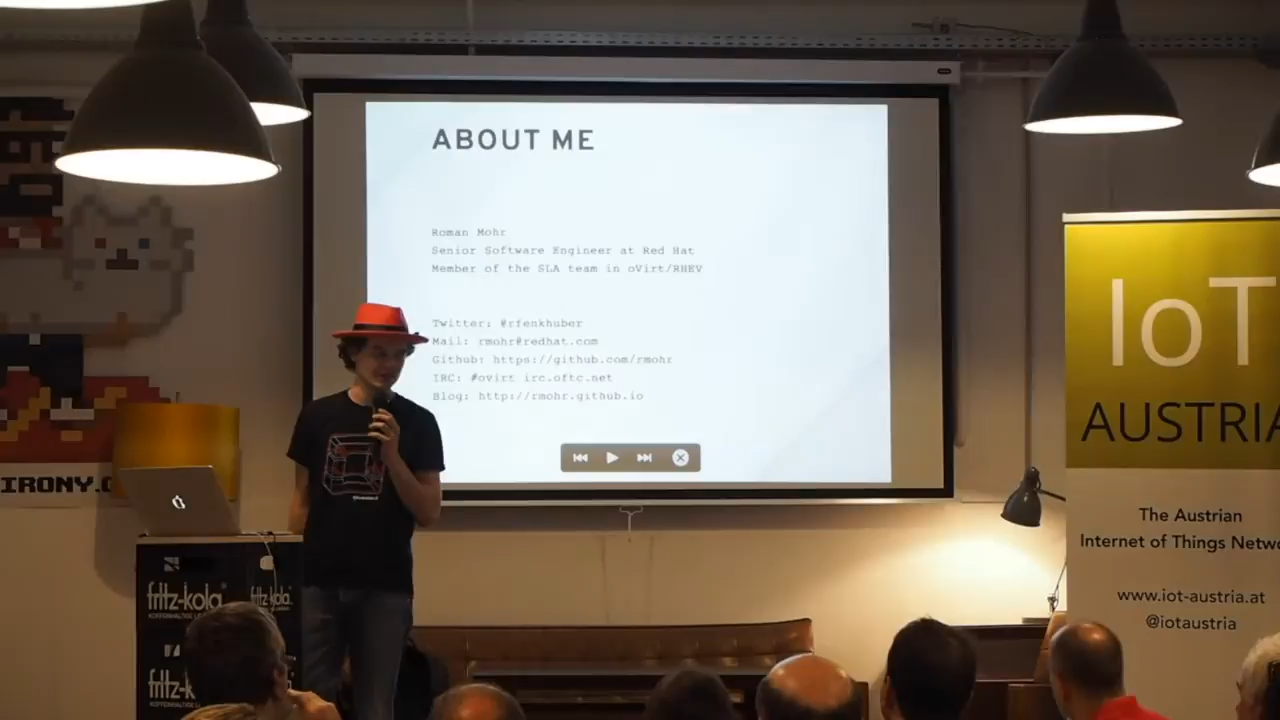 ABOUT ME
Roman Mohr
Senior Software Engineer at Red Hat
Member of the SLA team in oVirt/RHEV
Twitter: #rfenkhuber
Mail: rmohr@redhat.com
Github: https://github.com/rmohr
IRC: #ovirt irc.oftc.net
Blog: http://rmohr.github.io
IRONY.C
fritz-kola
fritz-kola
fritz-k
IoT
AUSTRIA
The Austrian
Internet of Things Netwo
www.iot-austria.at
@iotaustria